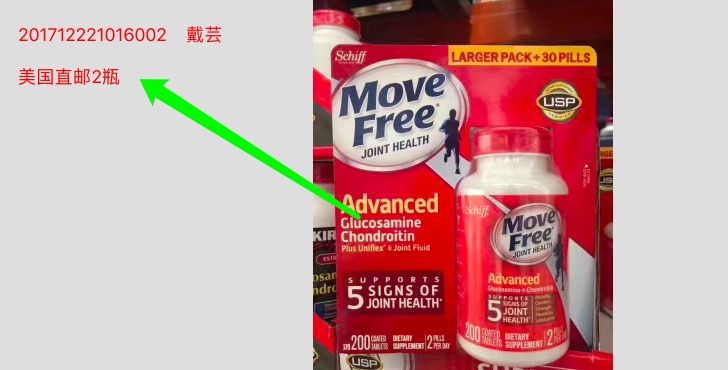 201712221016002 戴芸
美国直邮2瓶
Schiff
LARGER PACK + 30 PILLS
Move
Free
JOINT HEALTH
USP
Advanced
Glucosamine
Chondroitin
Plus Uniflex & Joint Fluid
SUPPORTS
5 SIGNS OF
JOINT HEALTH*
200 COATED TABLETS
DIETARY SUPPLEMENT
2 PILLS PER DAY
Schiff
Move
Free
JOINT HEALTH
Advanced
Glucosamine + Chondroitin
SUPPORTS
5 SIGNS OF
JOINT
HEALTH*
200 COATED TABLETS
DIETARY SUPPLEMENT
2 PILLS PER DAY
KIR
USP